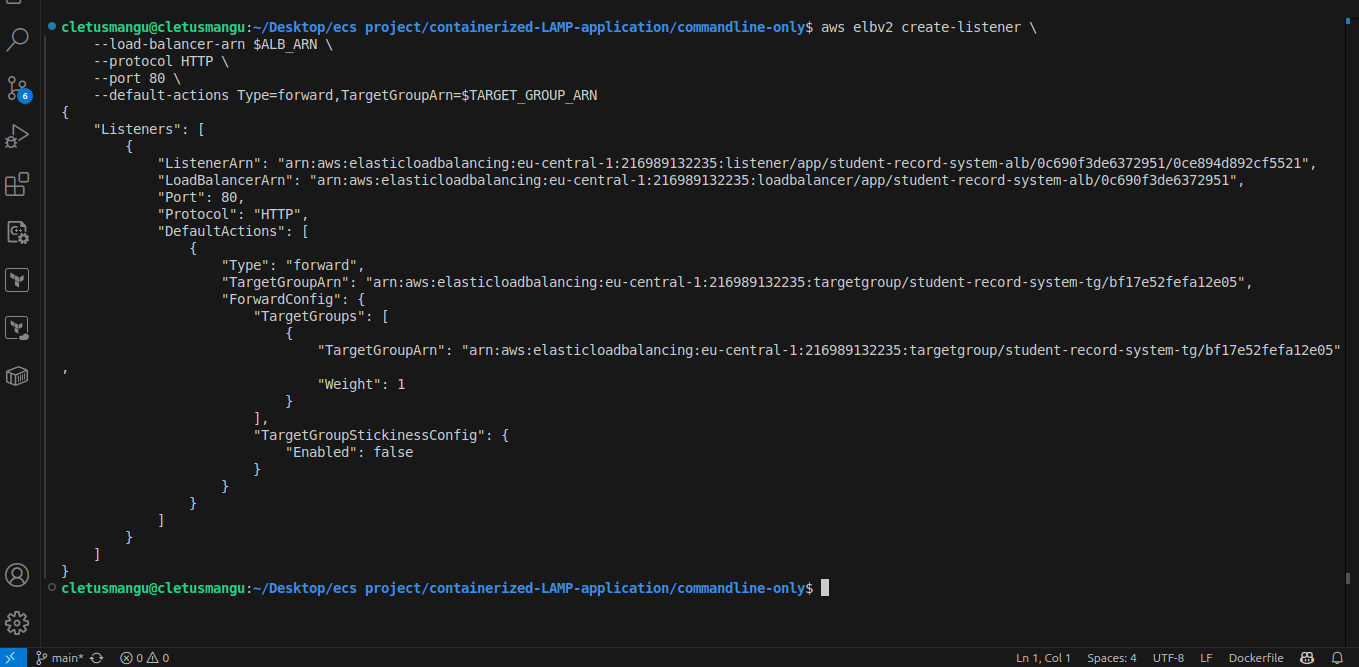 cletusmangu@cletusmangu:~/Desktop/ecs project/containerized-LAMP-application/commandline-only$ aws elbv2 create-listener \
    --load-balancer-arn $ALB_ARN \
    --protocol HTTP \
    --port 80 \
    --default-actions Type=forward,TargetGroupArn=$TARGET_GROUP_ARN
{
    "Listeners": [
        {
            "ListenerArn": "arn:aws:elasticloadbalancing:eu-central-1:216989132235:listener/app/student-record-system-alb/0c690f3de6372951/0ce894d892cf5521",
            "LoadBalancerArn": "arn:aws:elasticloadbalancing:eu-central-1:216989132235:loadbalancer/app/student-record-system-alb/0c690f3de6372951",
            "Port": 80,
            "Protocol": "HTTP",
            "DefaultActions": [
                {
                    "Type": "forward",
                    "TargetGroupArn": "arn:aws:elasticloadbalancing:eu-central-1:216989132235:targetgroup/student-record-system-tg/bf17e52fefa12e05",
                    "ForwardConfig": {
                        "TargetGroups": [
                            {
                                "TargetGroupArn": "arn:aws:elasticloadbalancing:eu-central-1:216989132235:targetgroup/student-record-system-tg/bf17e52fefa12e05"
,
                                "Weight": 1
                            }
                        ],
                        "TargetGroupStickinessConfig": {
                            "Enabled": false
                        }
                    }
                }
            ]
        }
    ]
}
cletusmangu@cletusmangu:~/Desktop/ecs project/containerized-LAMP-application/commandline-only$
6
main* 0 0 Ln 1, Col 1 Spaces: 4 UTF-8 LF Dockerfile